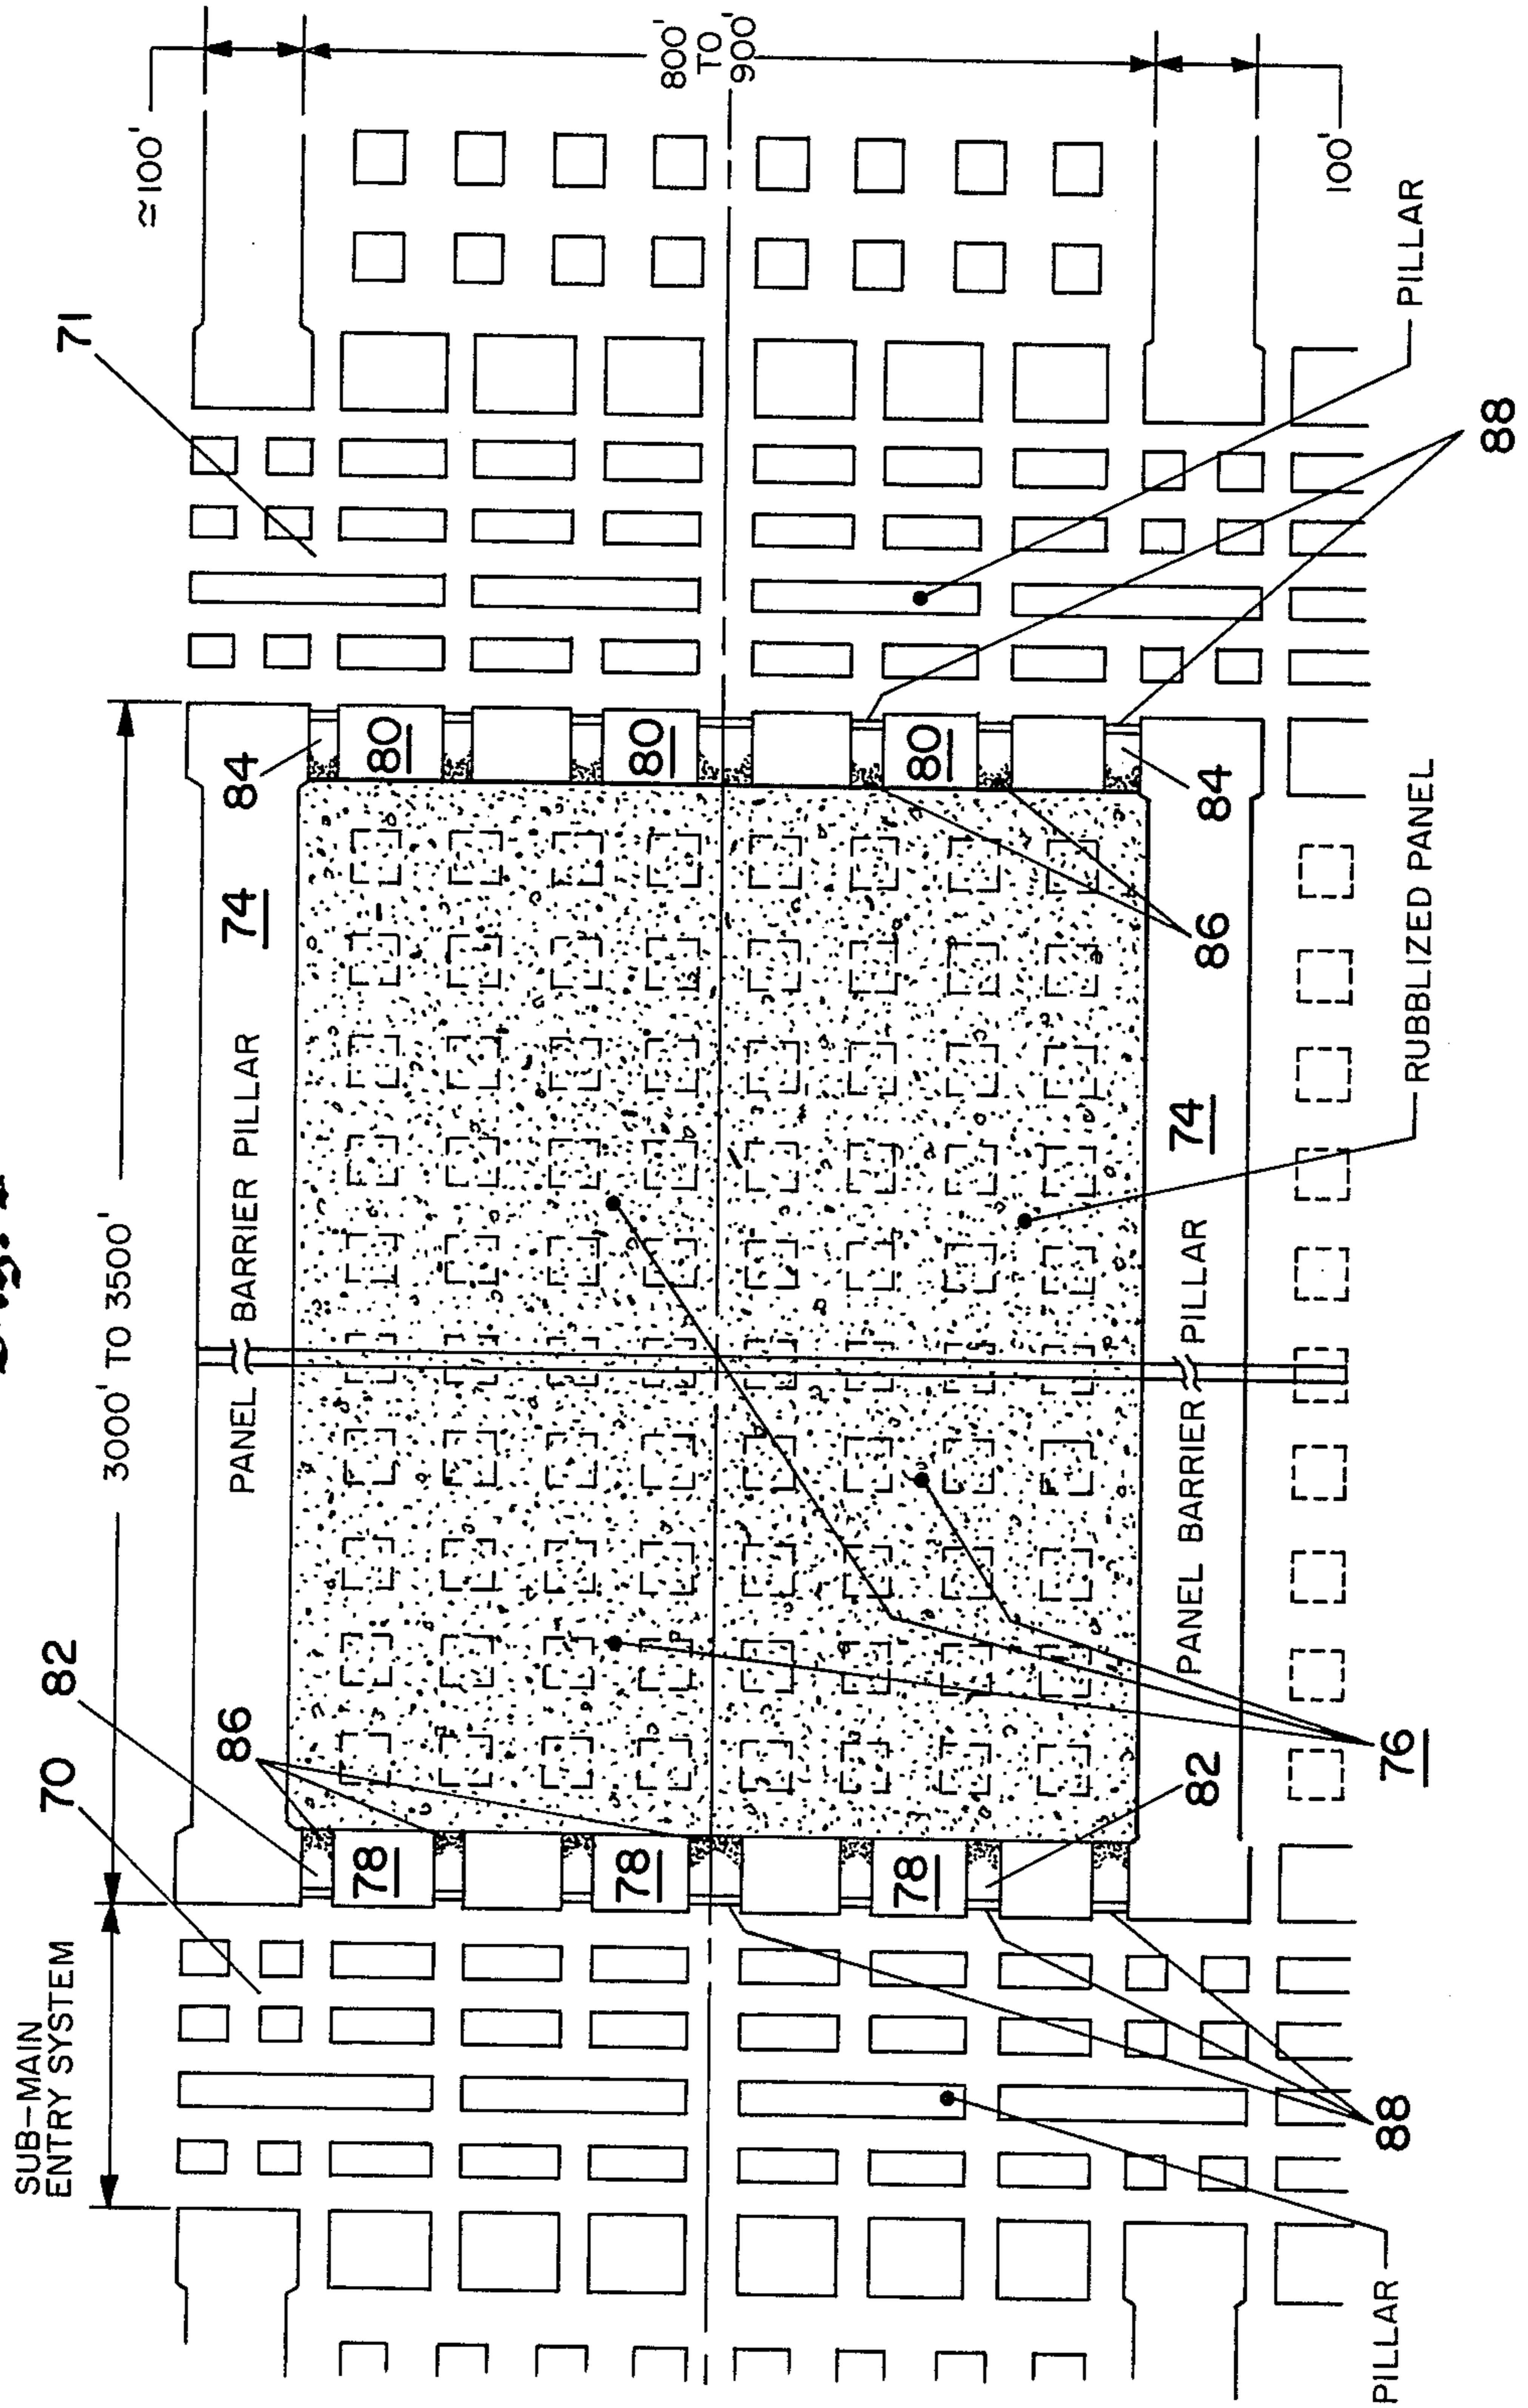 SUB-MAIN
ENTRY SYSTEM
3000' TO 3500'
≃100'
70
82
71
86
84
74
PANEL BARRIER PILLAR
78
80
800'
TO
900'
78
80
78
80
82
84
86
74
PANEL BARRIER PILLAR
100'
76
RUBBLIZED PANEL
PILLAR
88
88
PILLAR